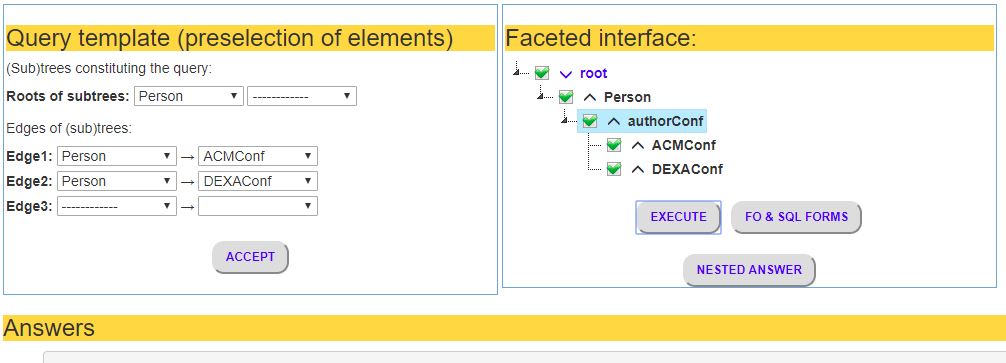 Query template (preselection of elements)
(Sub)trees constituting the query:
Roots of subtrees: Person ------------
Edges of (sub)trees:
Edge1: Person → ACMConf
Edge2: Person → DEXAConf
Edge3: ------------ →
ACCEPT
Faceted interface:
root
Person
authorConf
ACMConf
DEXAConf
EXECUTE FO & SQL FORMS
NESTED ANSWER
Answers